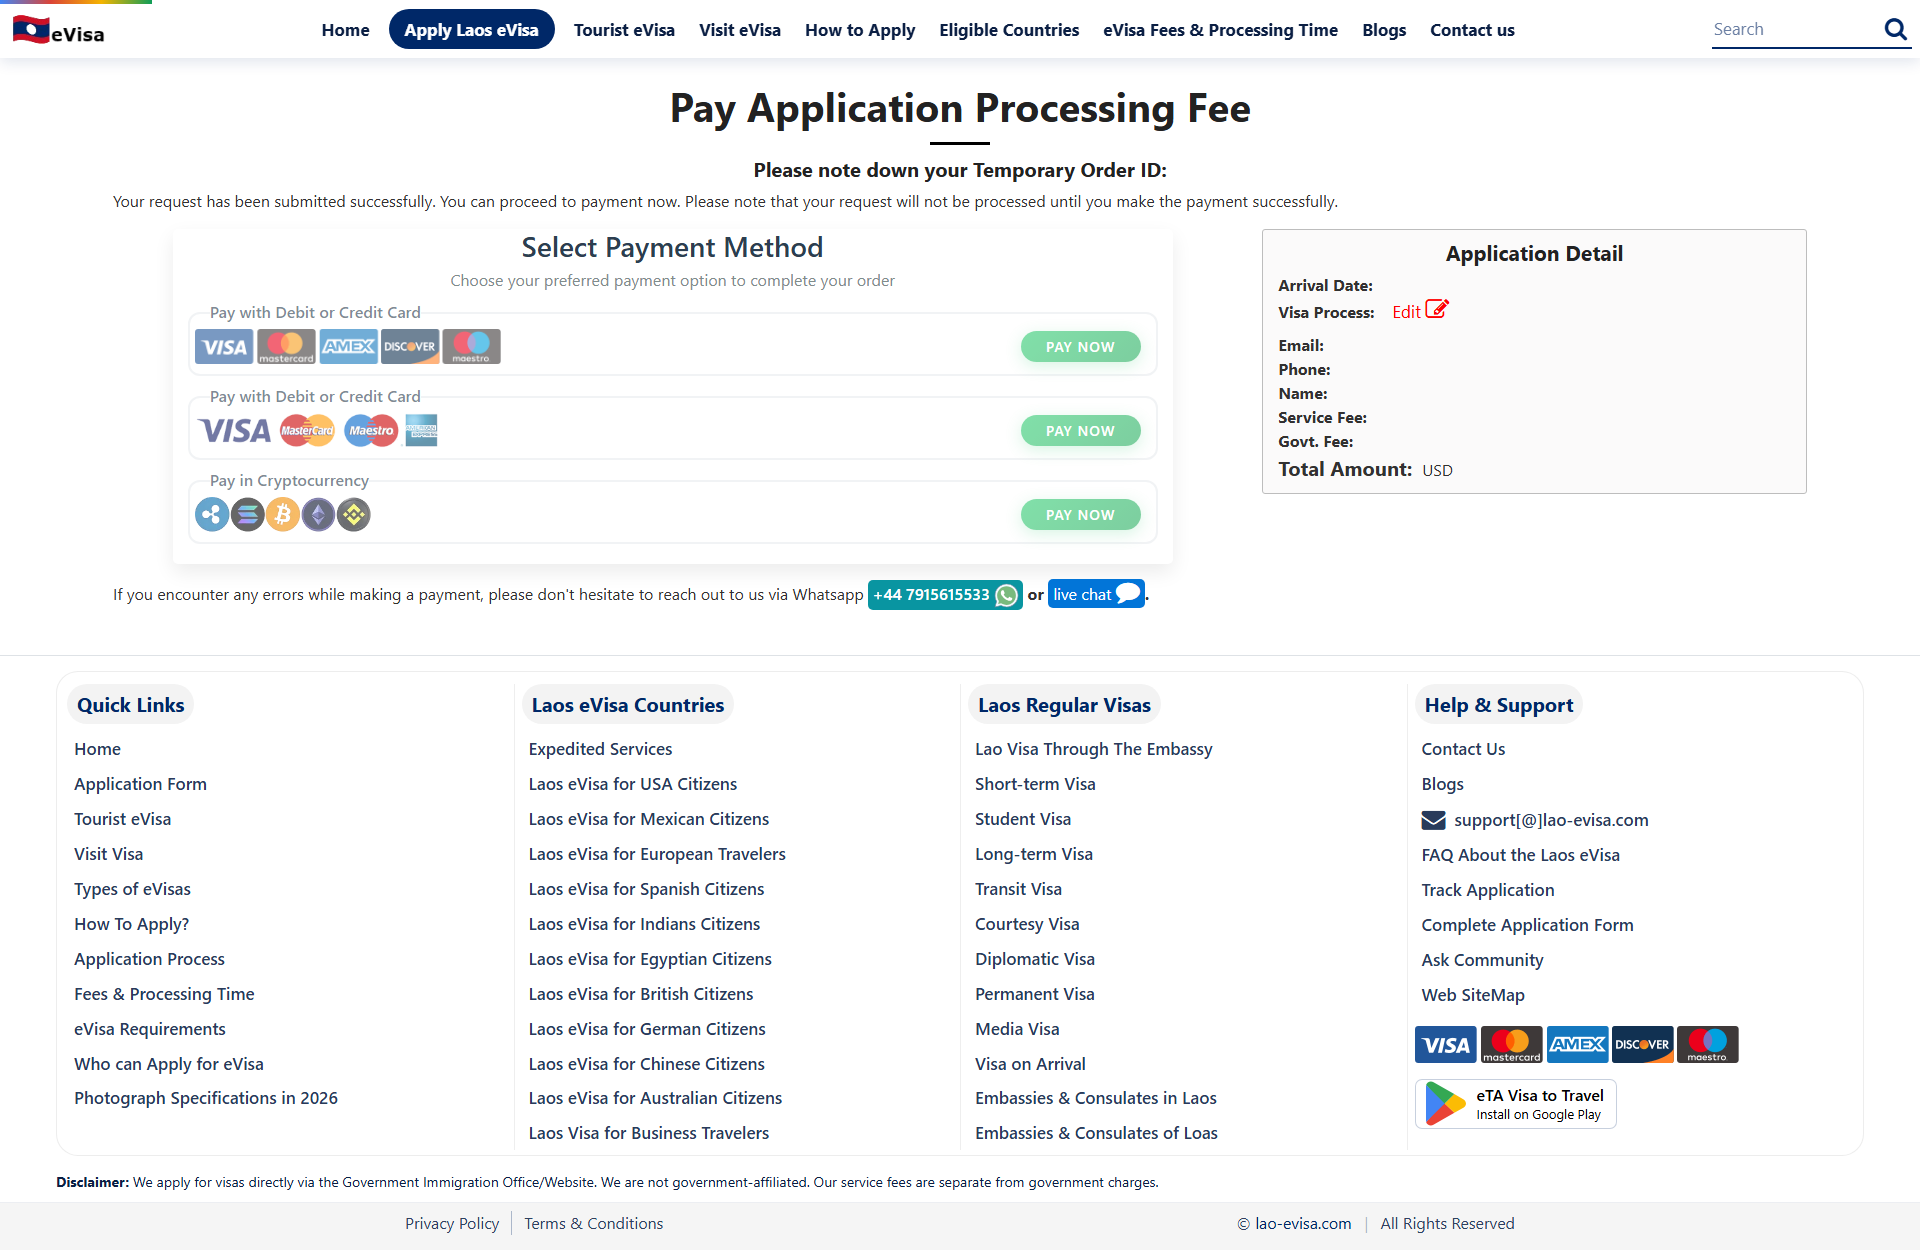 eVisa
Home Apply Laos eVisa Tourist eVisa Visit eVisa How to Apply Eligible Countries eVisa Fees & Processing Time Blogs Contact us Search
Pay Application Processing Fee
Please note down your Temporary Order ID:
Your request has been submitted successfully. You can proceed to payment now. Please note that your request will not be processed until you make the payment successfully.
Select Payment Method
Choose your preferred payment option to complete your order
Pay with Debit or Credit Card
VISA mastercard AMEX DISCOVER maestro PAY NOW
Pay with Debit or Credit Card
VISA MasterCard Maestro PAY NOW
Pay in Cryptocurrency
PAY NOW
Application Detail
Arrival Date:
Visa Process: Edit
Email:
Phone:
Name:
Service Fee:
Govt. Fee:
Total Amount: USD
If you encounter any errors while making a payment, please don't hesitate to reach out to us via Whatsapp +44 7915615533 or live chat .
Quick Links
Home
Application Form
Tourist eVisa
Visit Visa
Types of eVisas
How To Apply?
Application Process
Fees & Processing Time
eVisa Requirements
Who can Apply for eVisa
Photograph Specifications in 2026
Laos eVisa Countries
Expedited Services
Laos eVisa for USA Citizens
Laos eVisa for Mexican Citizens
Laos eVisa for European Travelers
Laos eVisa for Spanish Citizens
Laos eVisa for Indians Citizens
Laos eVisa for Egyptian Citizens
Laos eVisa for British Citizens
Laos eVisa for German Citizens
Laos eVisa for Chinese Citizens
Laos eVisa for Australian Citizens
Laos Visa for Business Travelers
Laos Regular Visas
Lao Visa Through The Embassy
Short-term Visa
Student Visa
Long-term Visa
Transit Visa
Courtesy Visa
Diplomatic Visa
Permanent Visa
Media Visa
Visa on Arrival
Embassies & Consulates in Laos
Embassies & Consulates of Loas
Help & Support
Contact Us
Blogs
support[@]lao-evisa.com
FAQ About the Laos eVisa
Track Application
Complete Application Form
Ask Community
Web SiteMap
VISA mastercard AMEX DISCOVER maestro
eTA Visa to Travel
Install on Google Play
Disclaimer: We apply for visas directly via the Government Immigration Office/Website. We are not government-affiliated. Our service fees are separate from government charges.
Privacy Policy Terms & Conditions © lao-evisa.com | All Rights Reserved